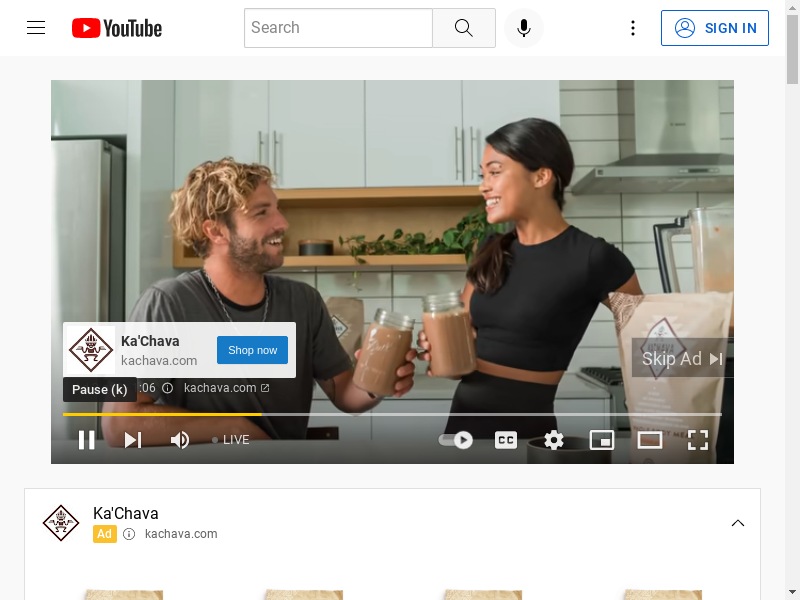 YouTube
Search
SIGN IN
Ka'Chava
kachava.com
Shop now
Skip Ad
Pause (k)
:06
kachava.com
LIVE
CC
Ka'Chava
Ad
kachava.com